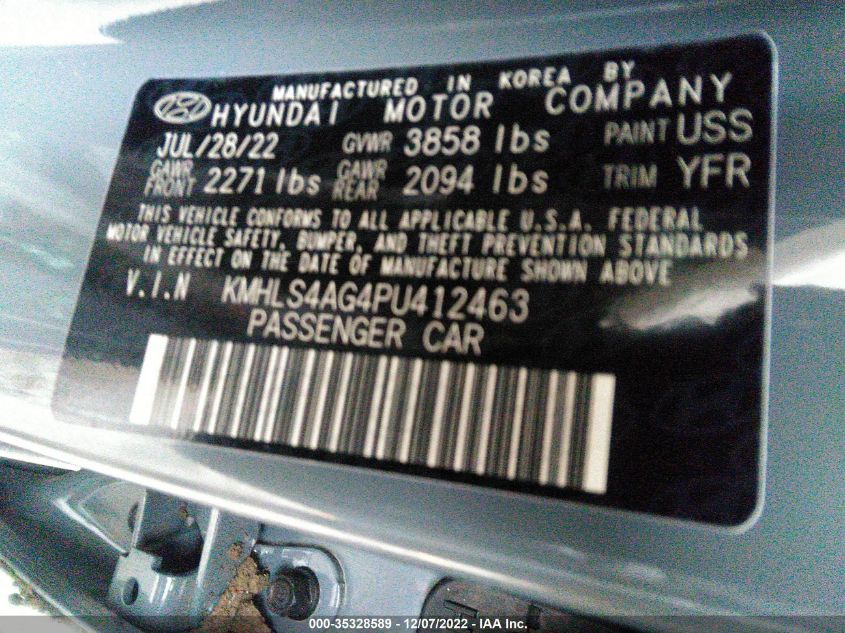 MANUFACTURED IN KOREA BY
HYUNDAI MOTOR COMPANY
JUL/28/22 GVWR 3858 lbs PAINT USS
GAWR FRONT 2271 lbs GAWR REAR 2094 lbs TRIM YFR
THIS VEHICLE CONFORMS TO ALL APPLICABLE U.S.A. FEDERAL
MOTOR VEHICLE SAFETY, BUMPER, AND THEFT PREVENTION STANDARDS
IN EFFECT ON THE DATE OF MANUFACTURE SHOWN ABOVE
V.I.N KMHLS4AG4PU412463
PASSENGER CAR
000-35328589 - 12/07/2022 - IAA Inc.